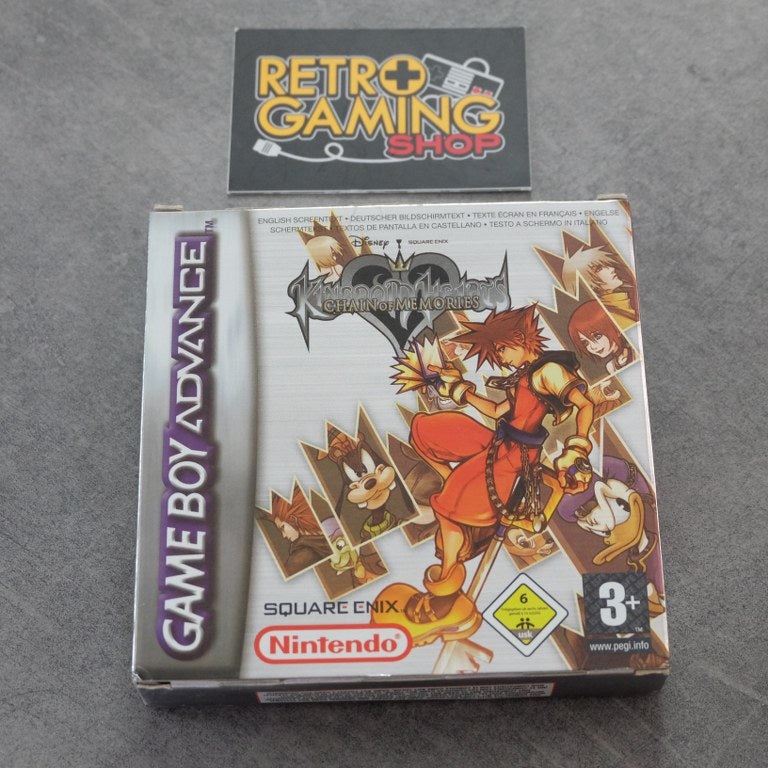 RETRO
GAMING
SHOP
ENGLISH SCREENTEXT • DEUTSCHER BILDSCHIRMTEXT • TEXTE ÉCRAN EN FRANÇAIS • ENGELSE
SCHERMTEKST • TEXTOS DE PANTALLA EN CASTELLANO • TESTO A SCHERMO IN ITALIANO
Disney SQUARE ENIX
KINGDOM HEARTS
CHAIN OF MEMORIES
GAME BOY ADVANCE™
SQUARE ENIX.
Nintendo®
6
usk
3+
™
www.pegi.info